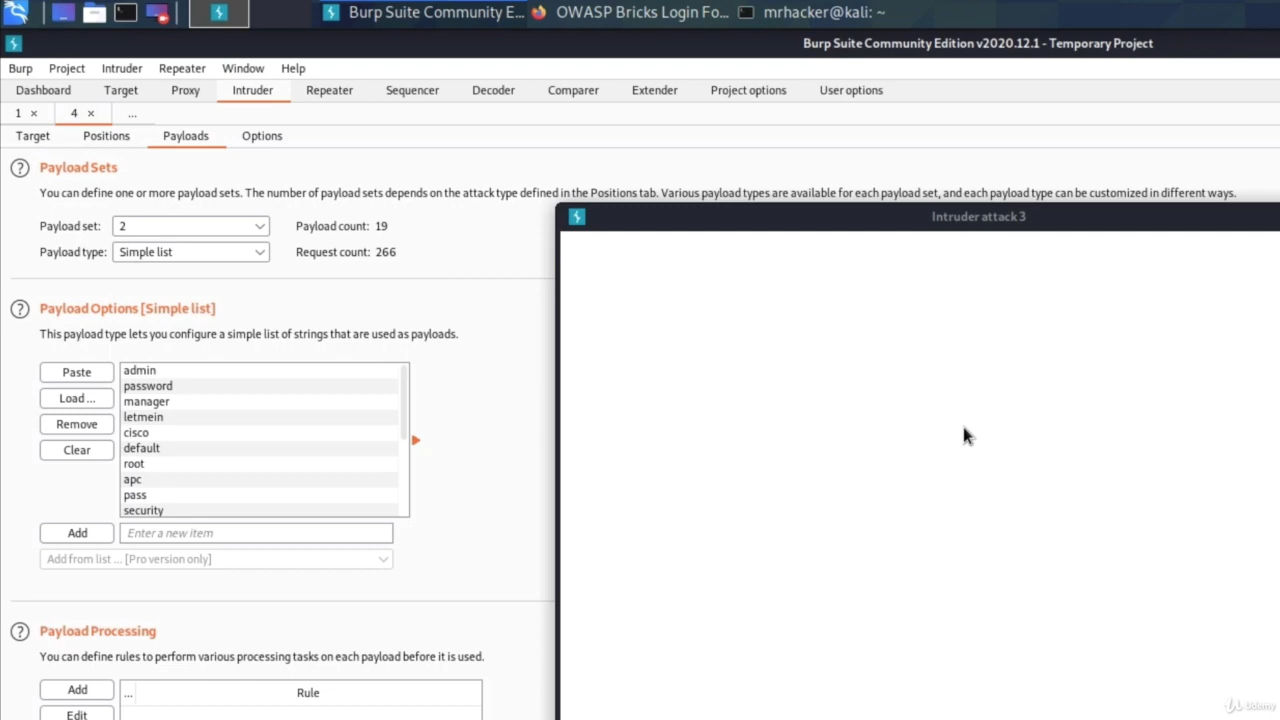 Burp Suite Community E... OWASP Bricks Login Fo... mrhacker@kali: ~
Burp Suite Community Edition v2020.12.1 - Temporary Project
Burp Project Intruder Repeater Window Help
Dashboard Target Proxy Intruder Repeater Sequencer Decoder Comparer Extender Project options User options
1 × 4 × ...
Target Positions Payloads Options
? Payload Sets
You can define one or more payload sets. The number of payload sets depends on the attack type defined in the Positions tab. Various payload types are available for each payload set, and each payload type can be customized in different ways.
Payload set: 2 Payload count: 19
Payload type: Simple list Request count: 266
Intruder attack 3
? Payload Options [Simple list]
This payload type lets you configure a simple list of strings that are used as payloads.
Paste
Load ...
Remove
Clear
admin
password
manager
letmein
cisco
default
root
apc
pass
security
Add Enter a new item
Add from list ... [Pro version only]
? Payload Processing
You can define rules to perform various processing tasks on each payload before it is used.
Add ... Rule
Edit
Udemy